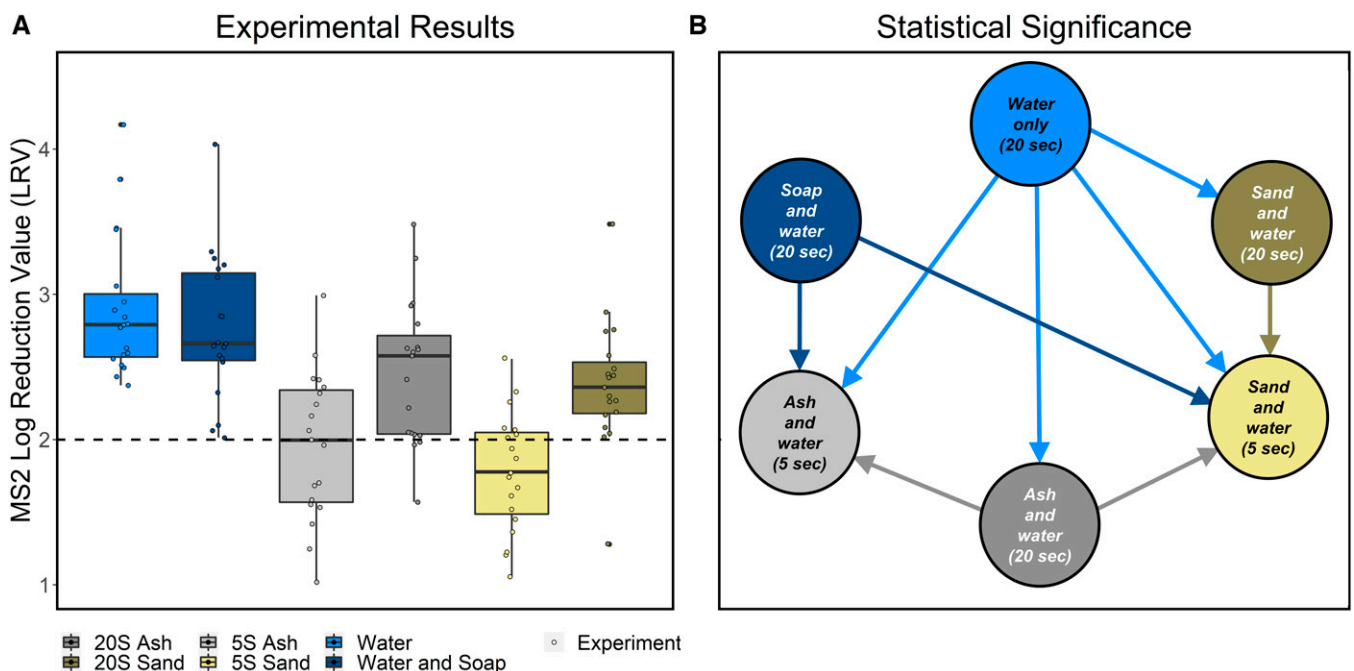 A Experimental Results
B Statistical Significance
MS2 Log Reduction Value (LRV)
4
3
2
1
Water
only
(20 sec)
Soap
and
water
(20 sec)
Sand
and
water
(20 sec)
Ash
and
water
(5 sec)
Sand
and
water
(5 sec)
Ash
and
water
(20 sec)
20S Ash 5S Ash Water Experiment
20S Sand 5S Sand Water and Soap